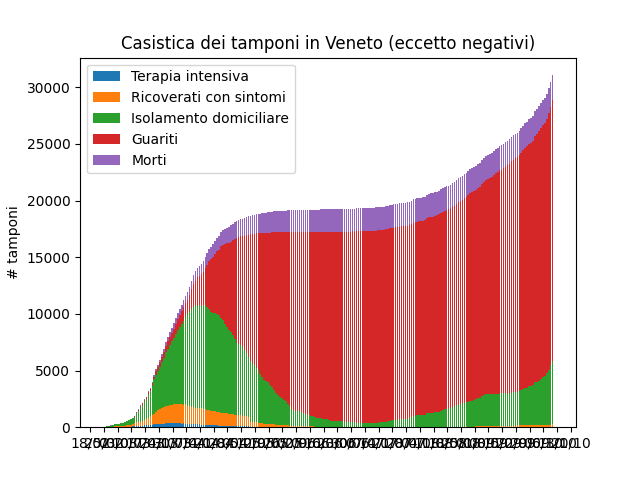 Casistica dei tamponi in Veneto (eccetto negativi)
Terapia intensiva
Ricoverati con sintomi
Isolamento domiciliare
Guariti
Morti
# tamponi
30000
25000
20000
15000
10000
5000
0